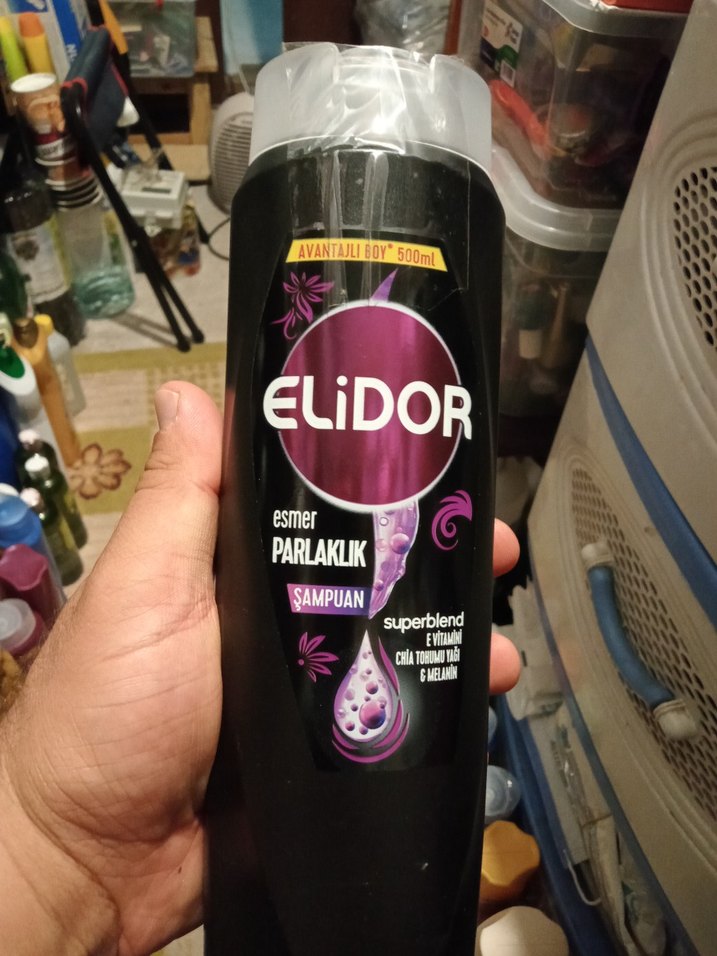 AVANTAJLI BOY* 500ml
ELiDOR
esmer
PARLAKLIK
ŞAMPUAN
superblend
E VİTAMİNİ
CHİA TOHUMU YAĞI
& MELANİN